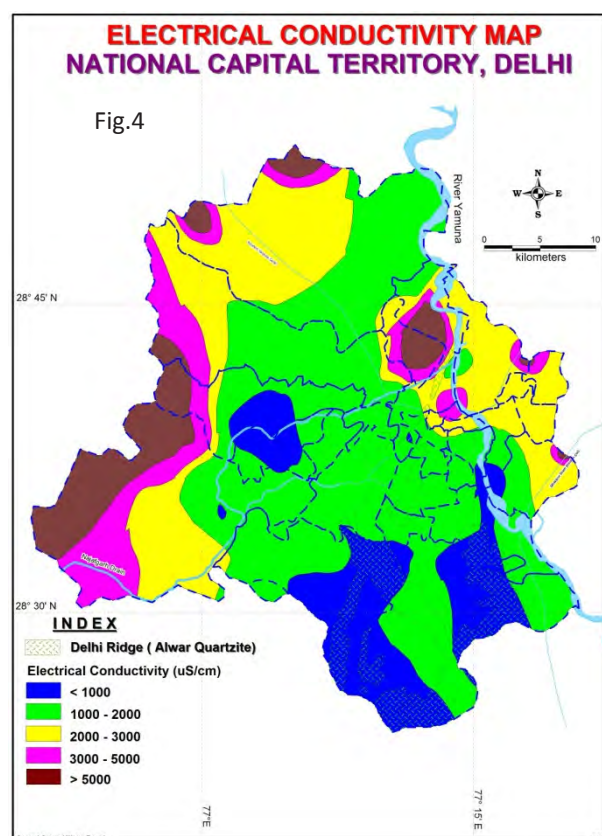 ELECTRICAL CONDUCTIVITY MAP
NATIONAL CAPITAL TERRITORY, DELHI
Fig.4
River Yamuna
N
W E
S
0 5 10
kilometers
28° 45' N
Najafgarh Drain
28° 30' N
INDEX
Delhi Ridge ( Alwar Quartzite)
Electrical Conductivity (uS/cm)
< 1000
1000 - 2000
2000 - 3000
3000 - 5000
> 5000
77°E
77° 15' E